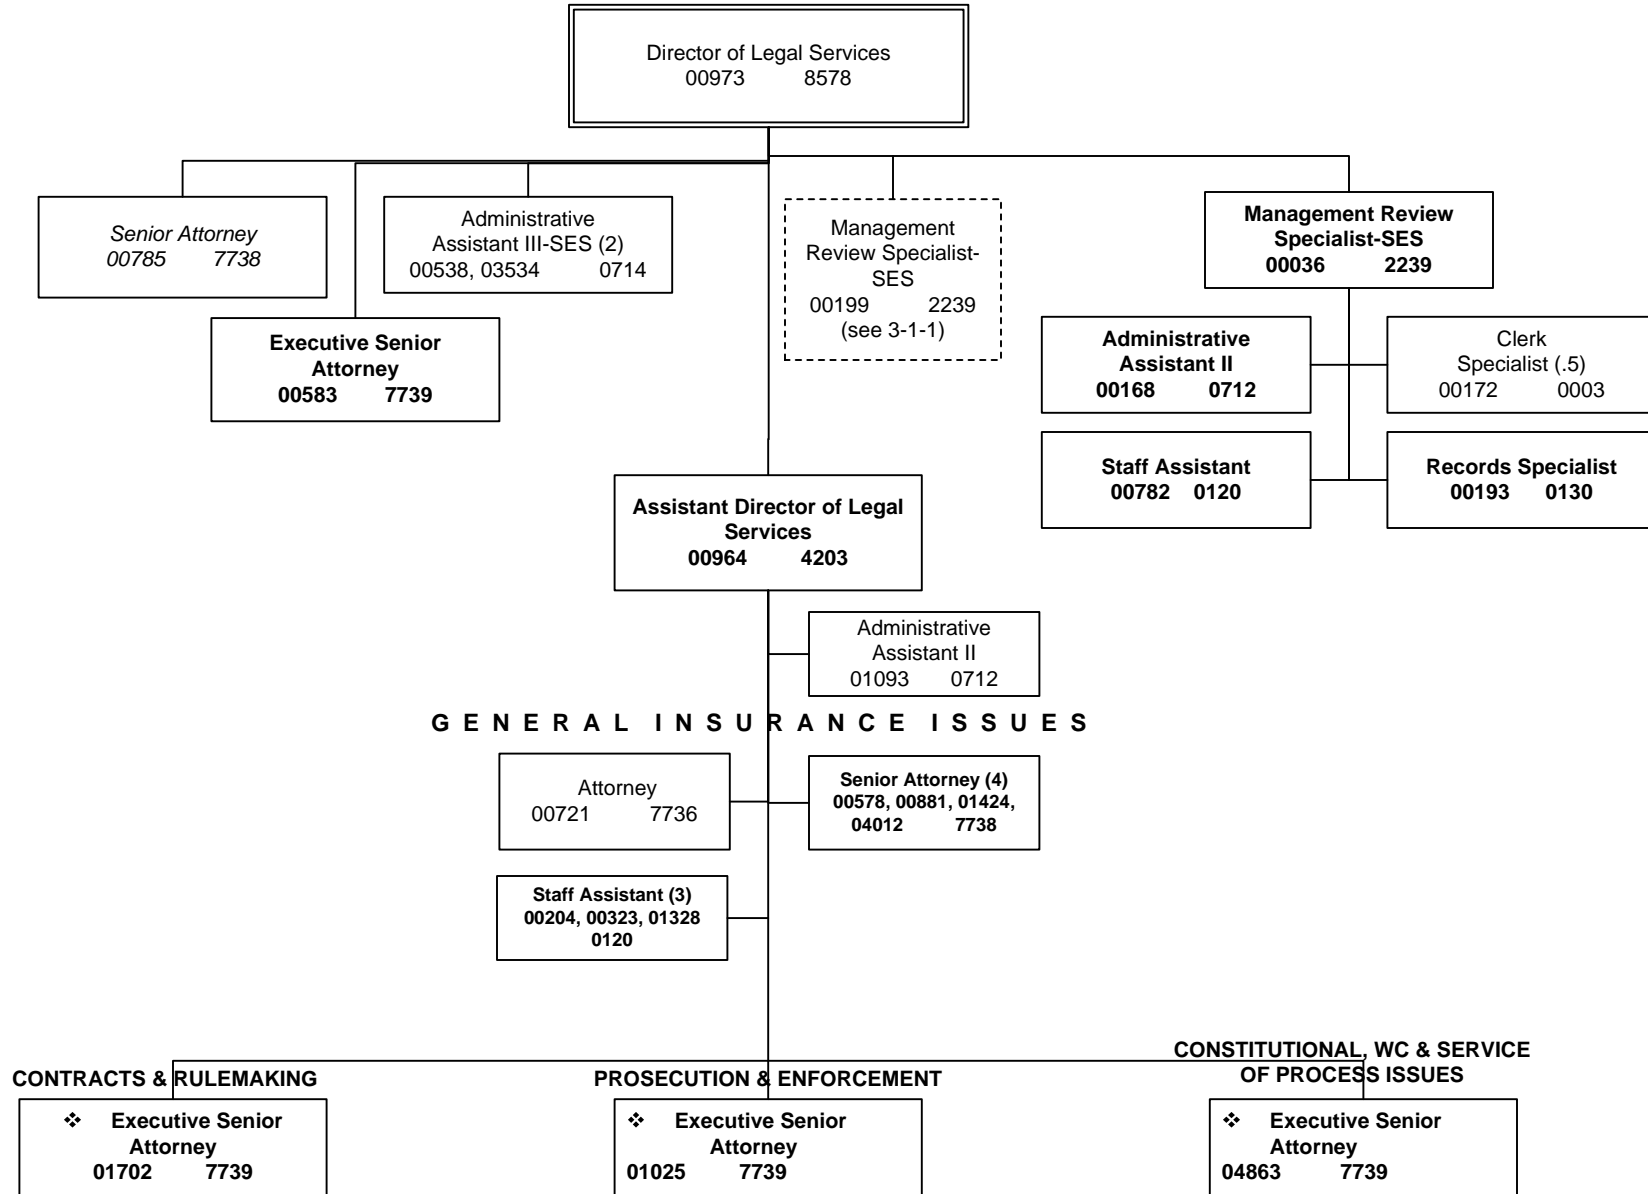 Director of Legal Services
00973 8578
Senior Attorney
00785 7738
Administrative
Assistant III-SES (2)
00538, 03534 0714
Management
Review Specialist-
SES
00199 2239
(see 3-1-1)
Management Review
Specialist-SES
00036 2239
Executive Senior
Attorney
00583 7739
Administrative
Assistant II
00168 0712
Clerk
Specialist (.5)
00172 0003
Staff Assistant
00782 0120
Records Specialist
00193 0130
Assistant Director of Legal
Services
00964 4203
Administrative
Assistant II
01093 0712
GENERAL INSURANCE ISSUES
Attorney
00721 7736
Senior Attorney (4)
00578, 00881, 01424,
04012 7738
Staff Assistant (3)
00204, 00323, 01328
0120
CONTRACTS & RULEMAKING
❖ Executive Senior
Attorney
01702 7739
PROSECUTION & ENFORCEMENT
❖ Executive Senior
Attorney
01025 7739
CONSTITUTIONAL, WC & SERVICE
OF PROCESS ISSUES
❖ Executive Senior
Attorney
04863 7739